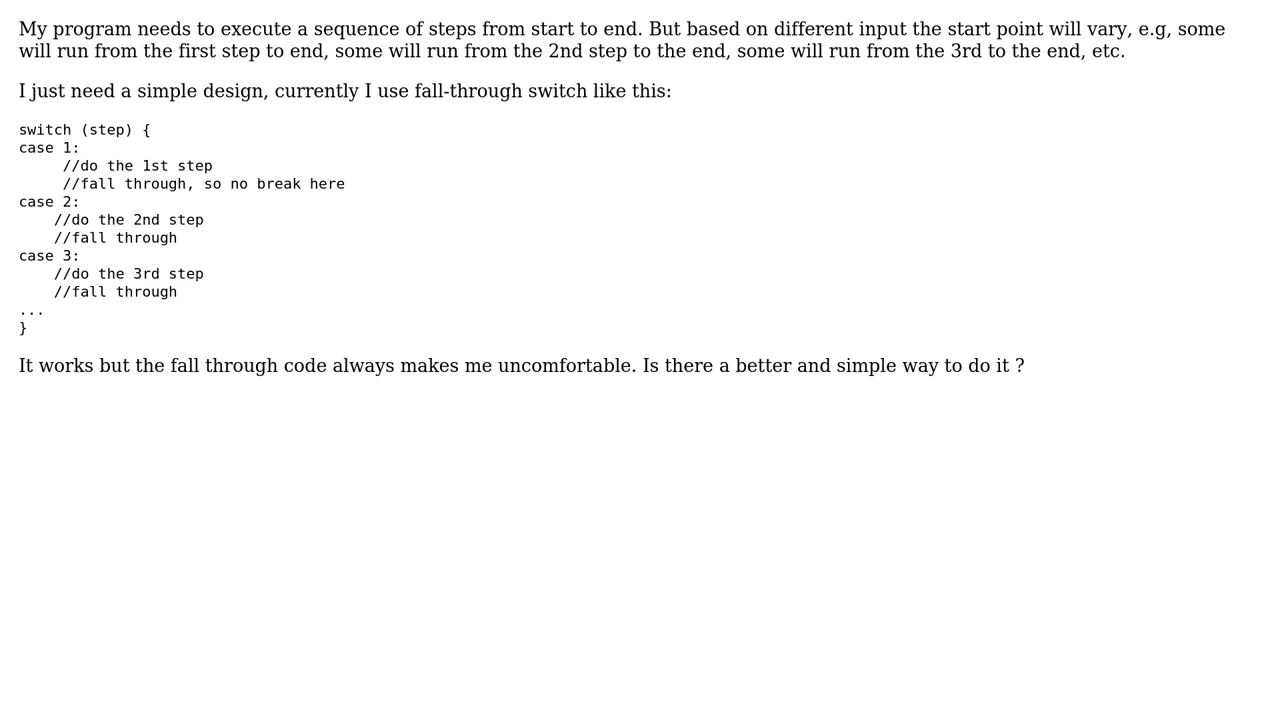 My program needs to execute a sequence of steps from start to end. But based on different input the start point will vary, e.g, some
will run from the first step to end, some will run from the 2nd step to the end, some will run from the 3rd to the end, etc.
I just need a simple design, currently I use fall-through switch like this:
switch (step) {
case 1:
     //do the 1st step
     //fall through, so no break here
case 2:
    //do the 2nd step
    //fall through
case 3:
    //do the 3rd step
    //fall through
...
}
It works but the fall through code always makes me uncomfortable. Is there a better and simple way to do it ?